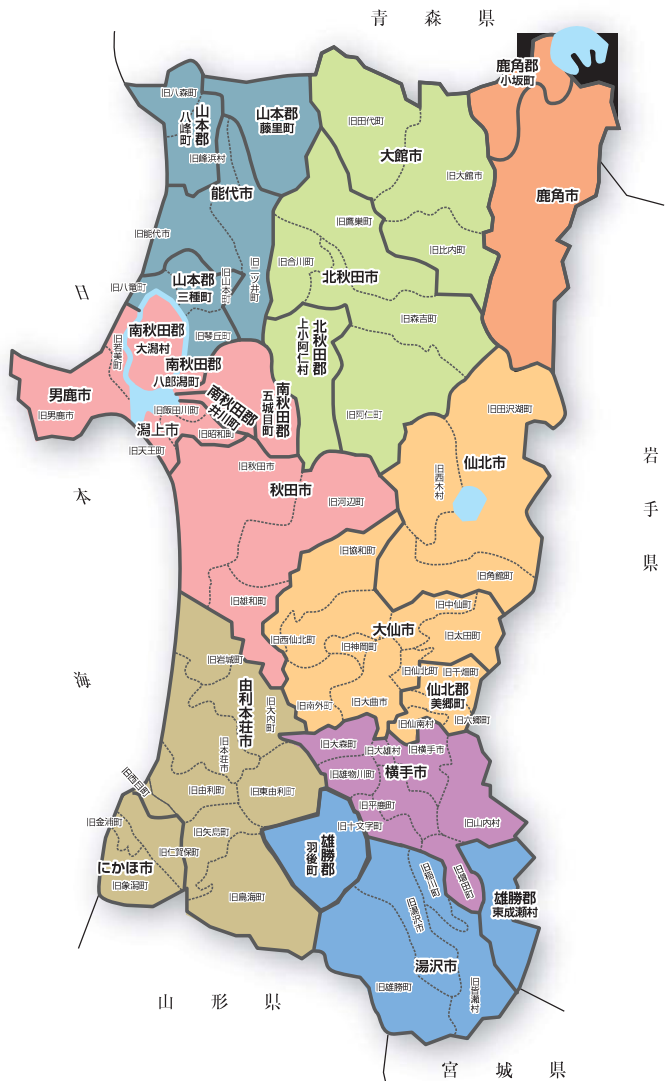 青森県
鹿角郡
小坂町
旧八森町
山本郡
八峰町
山本郡
藤里町
旧田代町
大館市
旧峰浜村
旧大館市
能代市
鹿角市
旧鷹巣町
旧能代市
旧比内町
旧合川町
旧二ツ井町
北秋田市
山本郡
三種町
旧山本町
旧八竜町
日
旧森吉町
南秋田郡
大潟村
旧琴丘町
北秋田郡
上小阿仁村
旧若美町
南秋田郡
八郎潟町
男鹿市
旧男鹿市
南秋田郡
井川町
南秋田郡
五城目町
旧飯田川町
旧田沢湖町
旧阿仁町
潟上市
旧昭和町
旧天王町
旧秋田市
仙北市
旧西木村
岩手県
秋田市
旧河辺町
本
旧協和町
旧角館町
旧雄和町
旧中仙町
大仙市
旧太田町
旧西仙北町
旧神岡町
旧岩城町
旧仙北町
旧千畑町
海
仙北郡
美郷町
由利本荘市
旧大内町
旧南外町
旧大曲市
旧仙南村
旧六郷町
旧本荘市
旧大森町
旧大雄村
旧横手市
旧雄物川町
横手市
旧西目町
旧由利町
旧東由利町
旧平鹿町
旧金浦町
旧矢島町
旧十文字町
旧山内村
旧仁賀保町
雄勝郡
羽後町
にかほ市
旧象潟町
旧稲川町
旧増田町
旧鳥海町
雄勝郡
東成瀬村
旧湯沢市
湯沢市
旧雄勝町
旧皆瀬村
山形県
宮城県